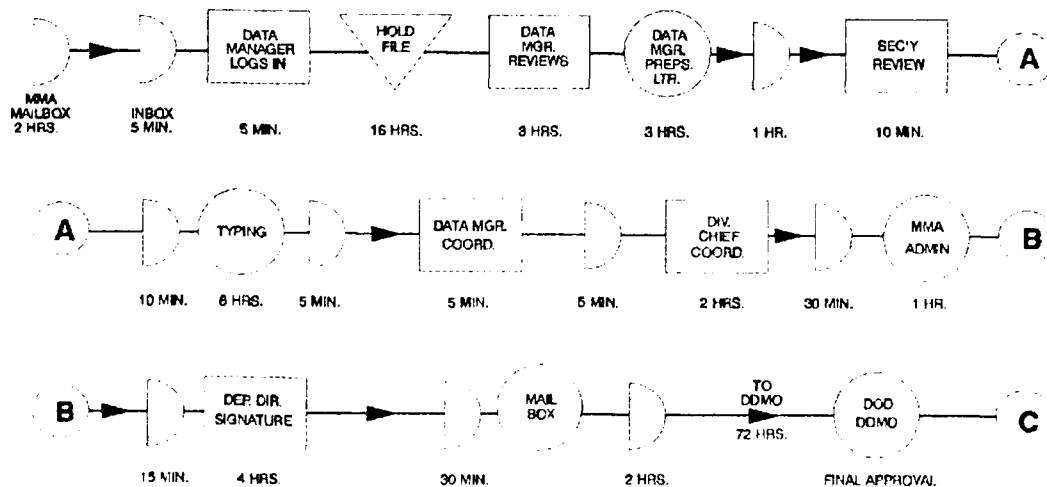 DATA
MANAGER
LOGS IN
HOLD
FILE
DATA
MGR.
REVIEWS
DATA
MGR.
PREPS.
LTR.
SEC'Y
REVIEW
A
MMA
MAILBOX
2 HRS.
INBOX
5 MIN.
5 MIN.
16 HRS.
8 HRS.
3 HRS.
1 HR.
10 MIN.
A
TYPING
DATA MGR.
COORD.
DIV.
CHIEF
COORD.
MMA
ADMIN
B
10 MIN.
5 MIN.
5 MIN.
5 MIN.
2 HRS.
30 MIN.
1 HR.
B
DEP. DIR.
SIGNATURE
MAIL
BOX
TO
DDMO
72 HRS.
DOD
DDMO
C
15 MIN.
4 HRS.
30 MIN.
2 HRS.
FINAL APPROVAL